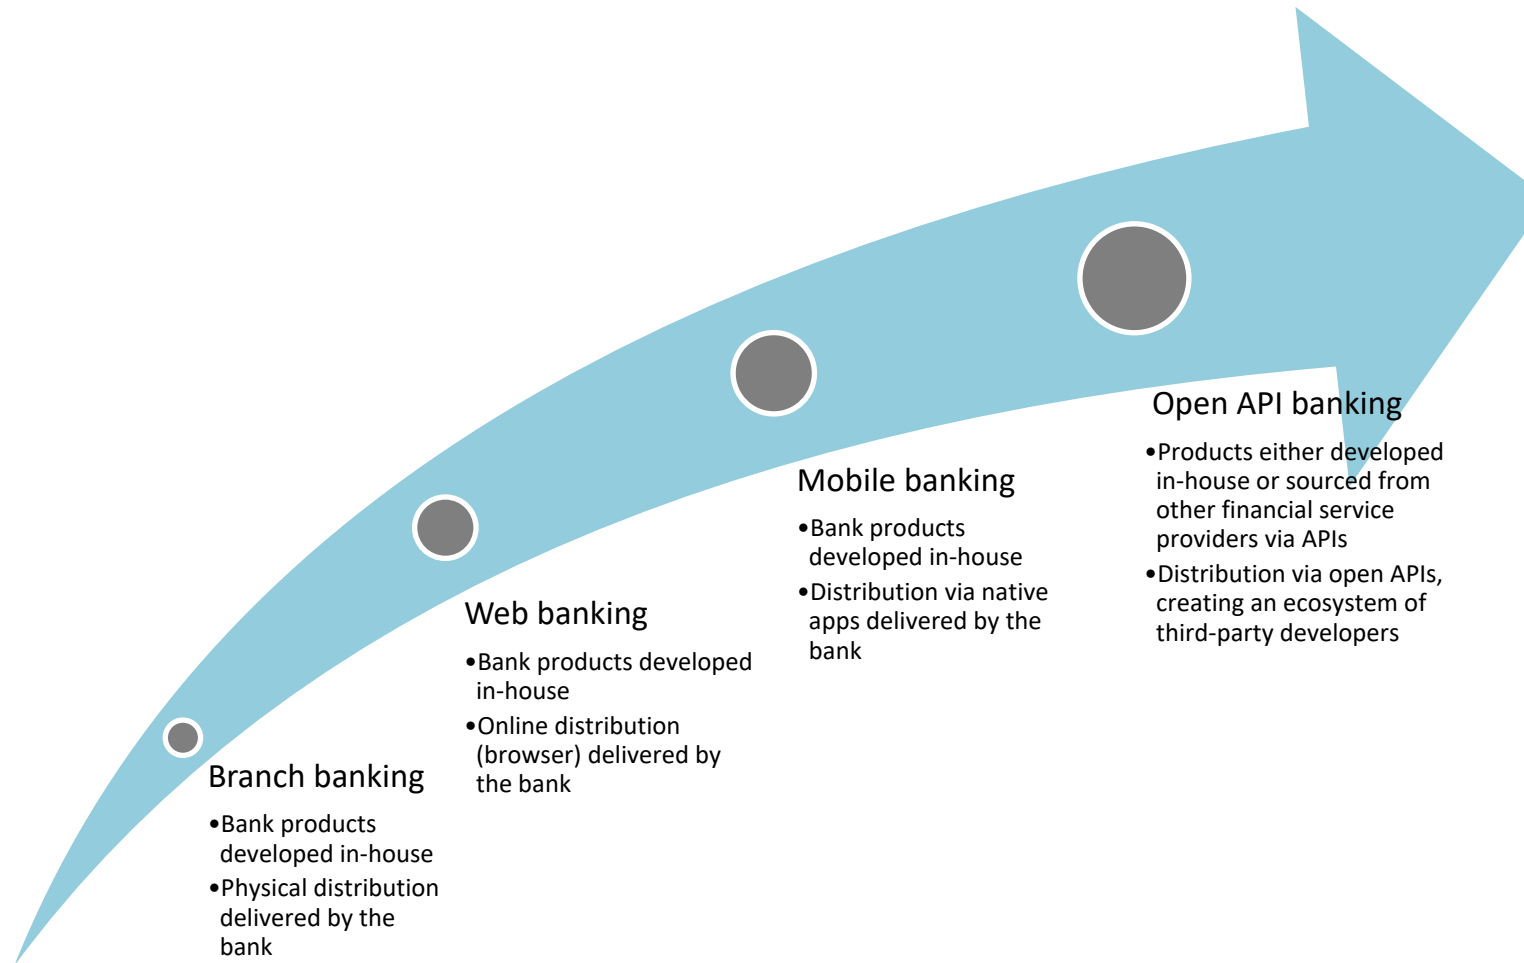 Branch banking
•Bank products
developed in-house
•Physical distribution
delivered by the
bank
Web banking
•Bank products developed
in-house
•Online distribution
(browser) delivered by
the bank
Mobile banking
•Bank products
developed in-house
•Distribution via native
apps delivered by the
bank
Open API banking
•Products either developed
in-house or sourced from
other financial service
providers via APIs
•Distribution via open APIs,
creating an ecosystem of
third-party developers